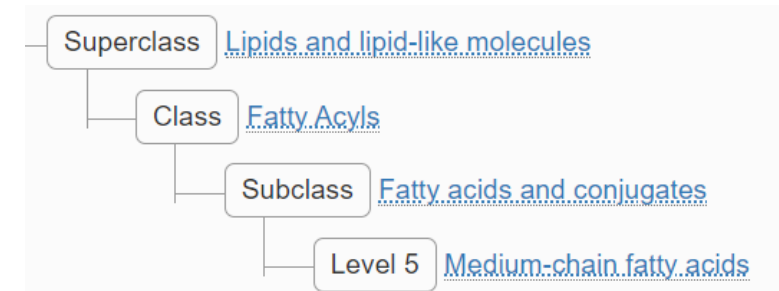 Superclass Lipids and lipid-like molecules
Class Fatty Acyls
Subclass Fatty acids and conjugates
Level 5 Medium-chain fatty acids